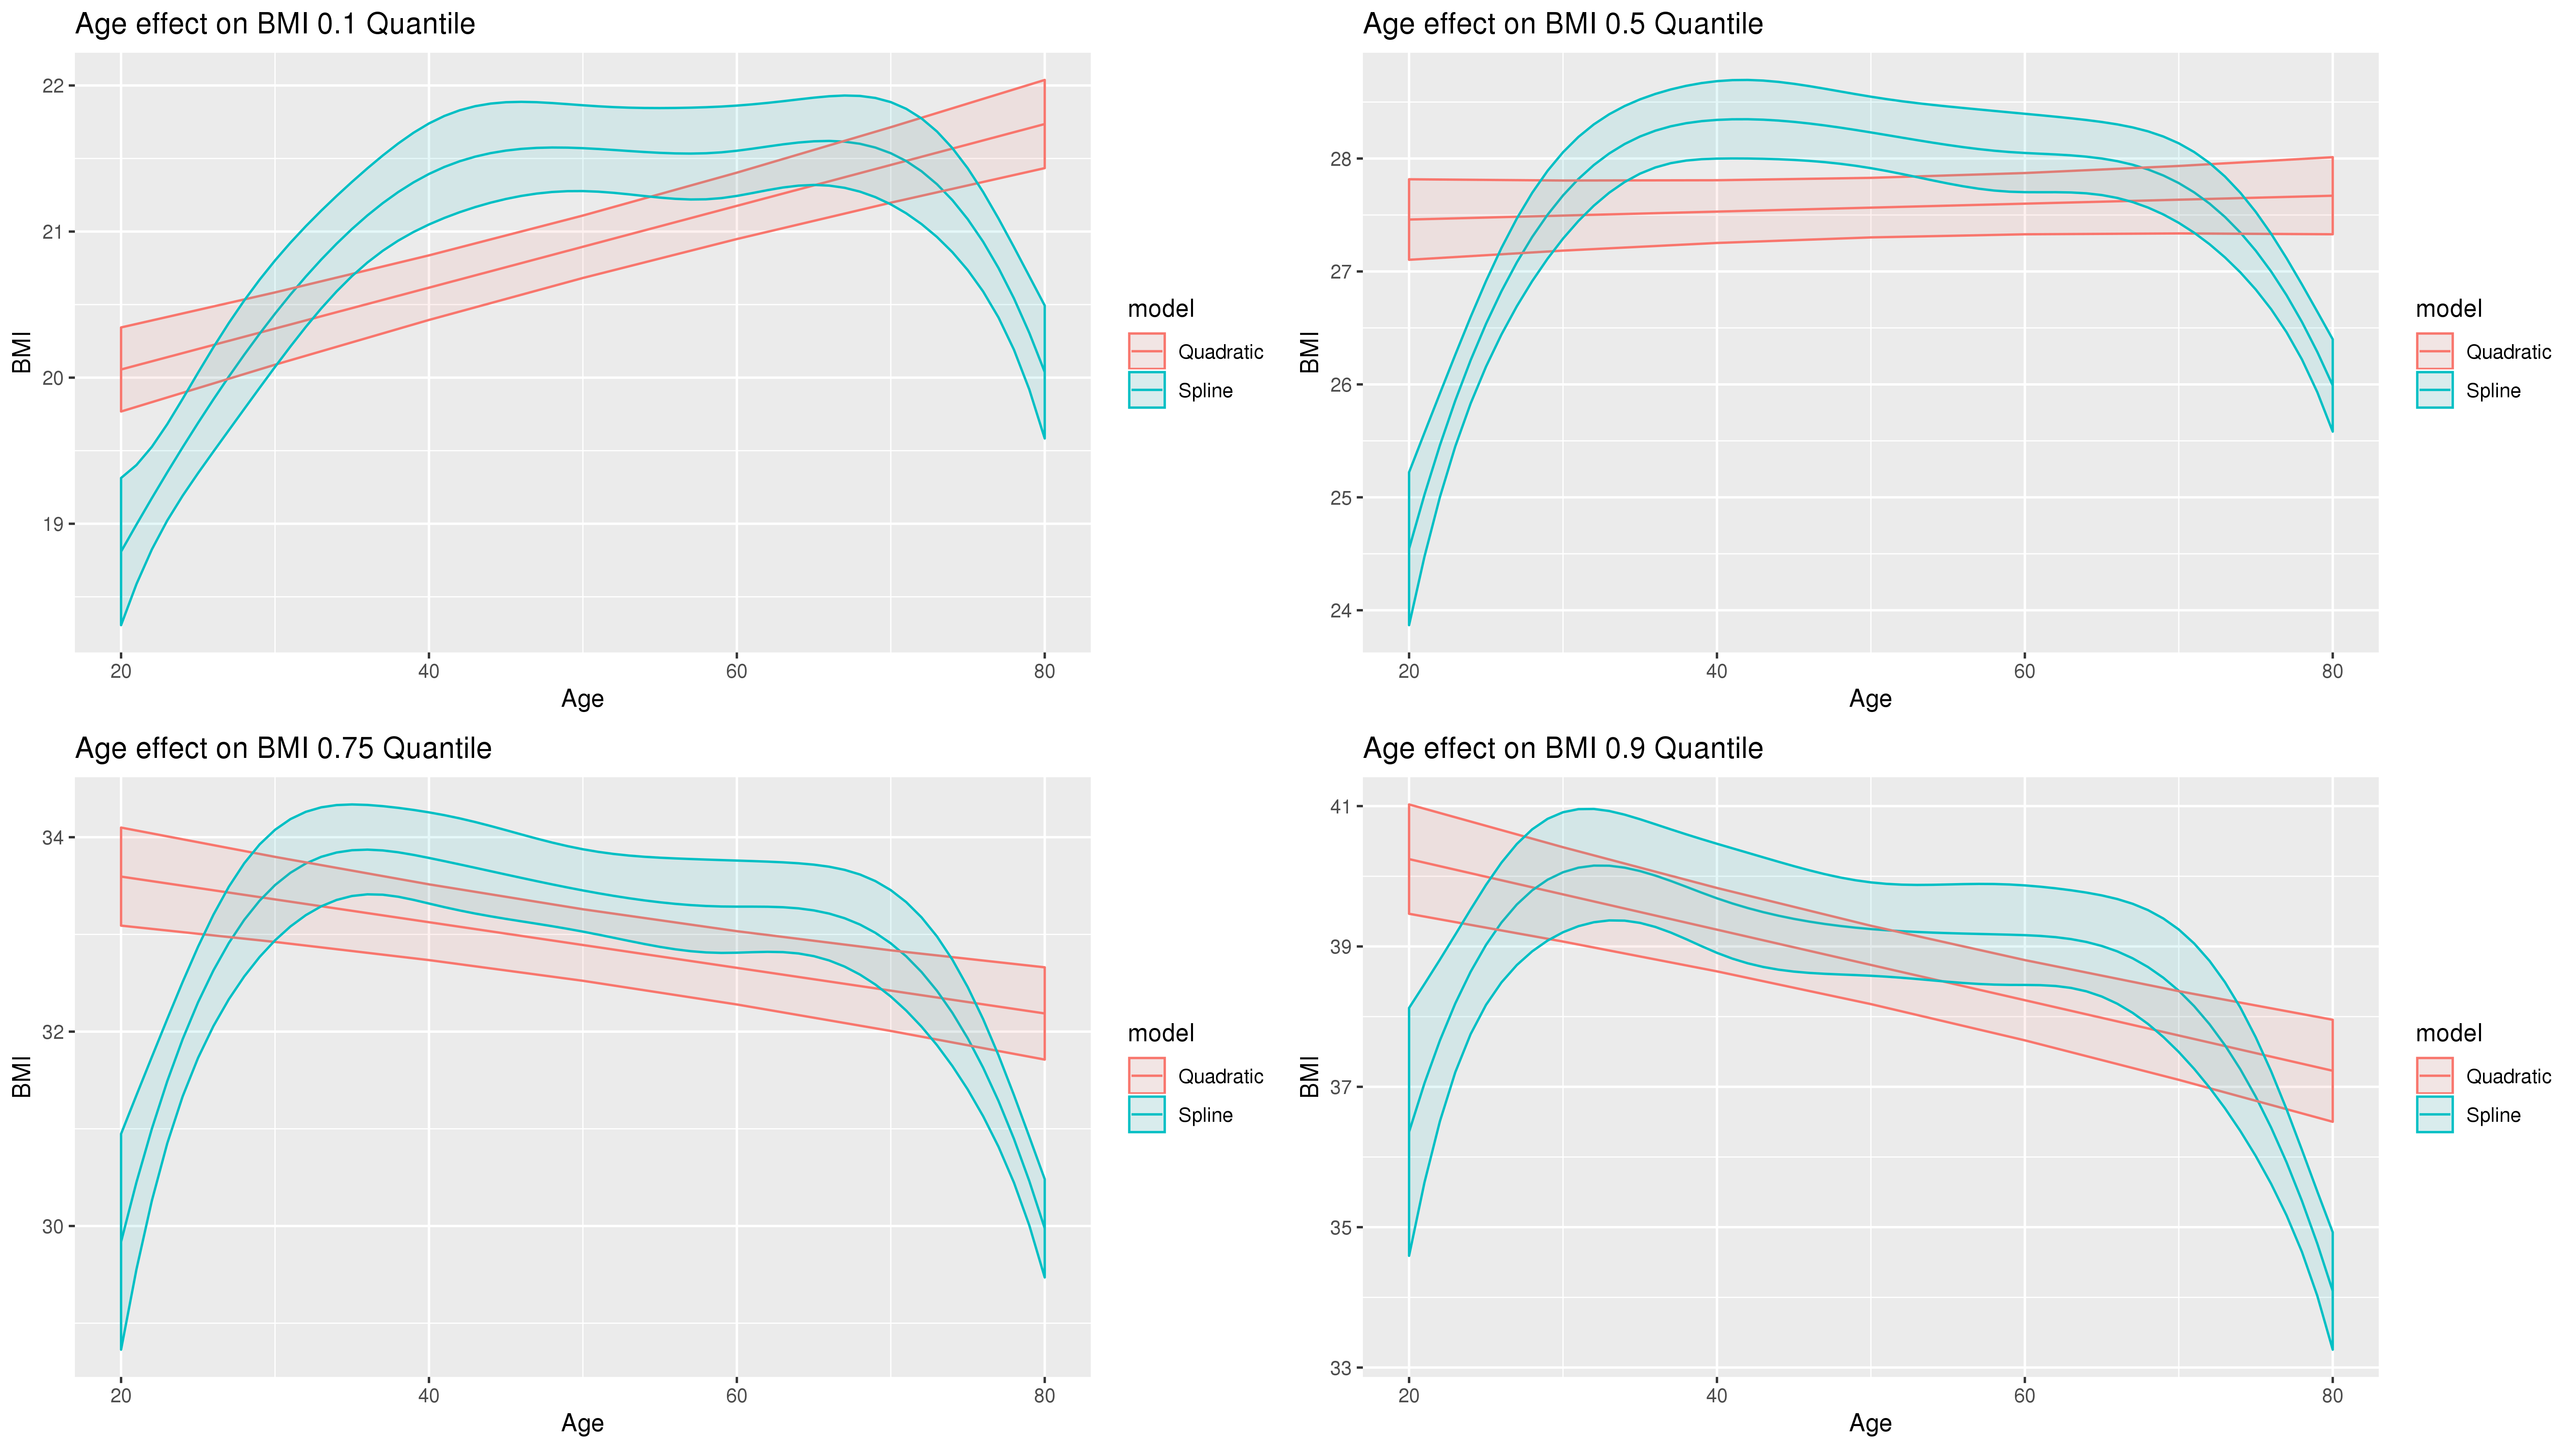 Age effect on BMI 0.1 Quantile
22
21
20
19
BMI
20 40 60 80
Age
model
Quadratic
Spline
Age effect on BMI 0.5 Quantile
28
27
26
25
24
BMI
20 40 60 80
Age
model
Quadratic
Spline
Age effect on BMI 0.75 Quantile
34
32
30
BMI
20 40 60 80
Age
model
Quadratic
Spline
Age effect on BMI 0.9 Quantile
41
39
37
35
33
BMI
20 40 60 80
Age
model
Quadratic
Spline